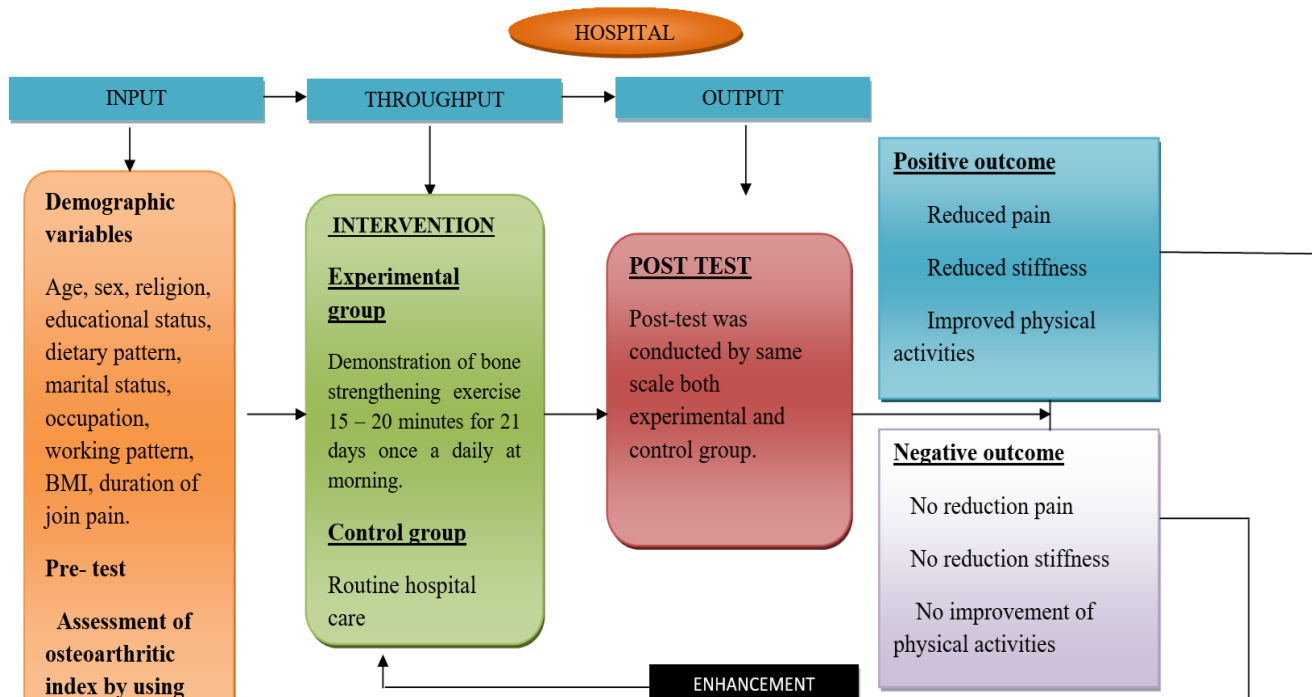 HOSPITAL
INPUT
THROUGHPUT
OUTPUT
Demographic
variables
Age, sex, religion,
educational status,
dietary pattern,
marital status,
occupation,
working pattern,
BMI, duration of
join pain.
Pre- test
Assessment of
osteoarthritic
index by using
INTERVENTION
Experimental
group
Demonstration of bone
strengthening exercise
15 – 20 minutes for 21
days once a daily at
morning.
Control group
Routine hospital
care
POST TEST
Post-test was
conducted by same
scale both
experimental and
control group.
Positive outcome
Reduced pain
Reduced stiffness
Improved physical
activities
Negative outcome
No reduction pain
No reduction stiffness
No improvement of
physical activities
ENHANCEMENT